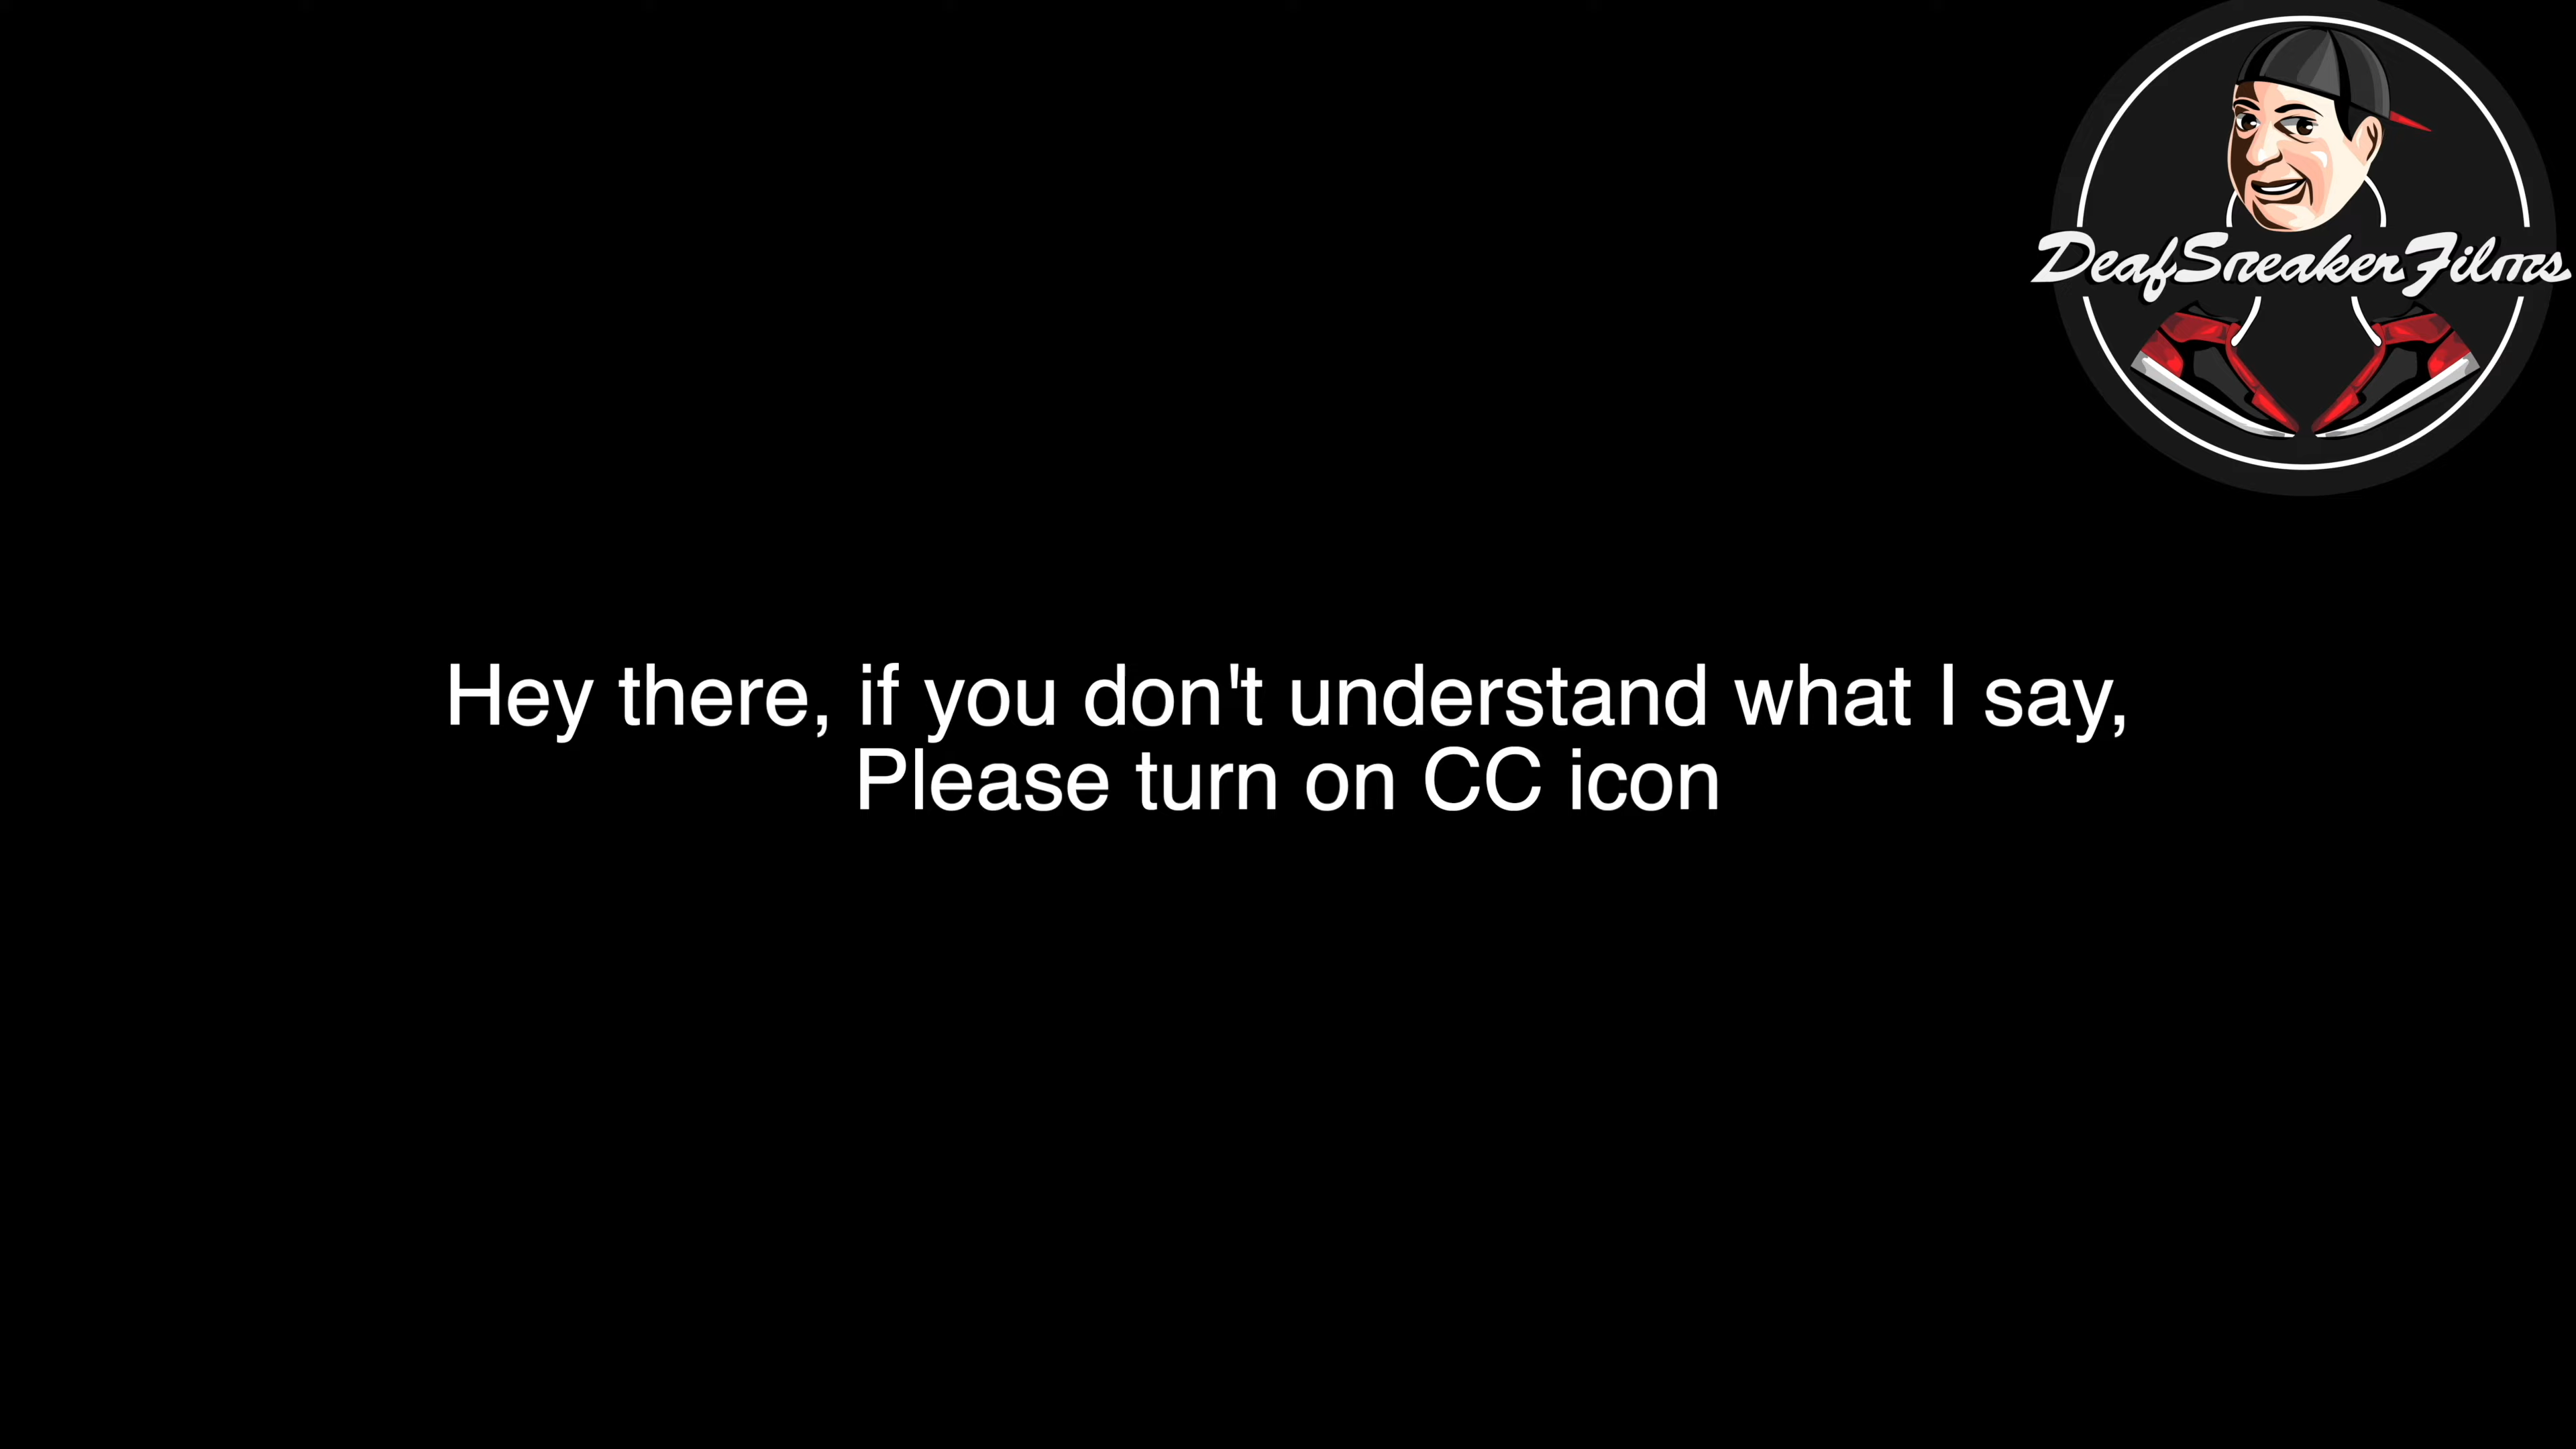 DeafSneakerFilms
Hey there, if you don't understand what I say,
Please turn on CC icon